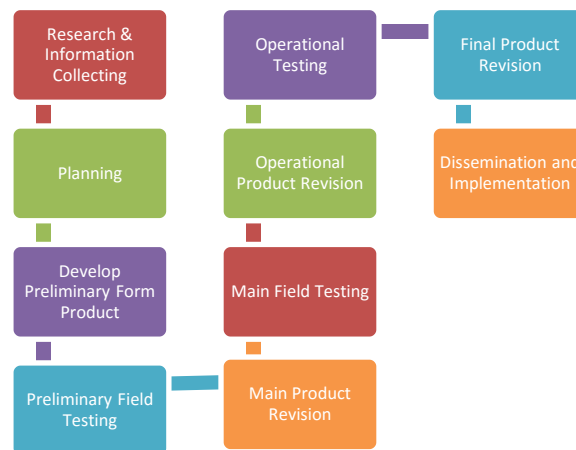 Research &
Information
Collecting
Planning
Develop
Preliminary Form
Product
Preliminary Field
Testing
Main Product
Revision
Main Field Testing
Operational
Product Revision
Operational
Testing
Final Product
Revision
Dissemination and
Implementation